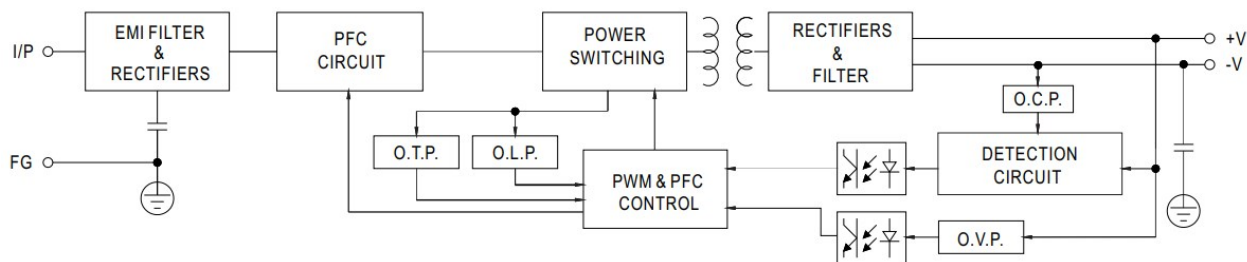 I/P
EMI FILTER
&
RECTIFIERS
PFC
CIRCUIT
POWER
SWITCHING
RECTIFIERS
&
FILTER
+V
-V
O.C.P.
FG
O.T.P.
O.L.P.
PWM & PFC
CONTROL
DETECTION
CIRCUIT
O.V.P.